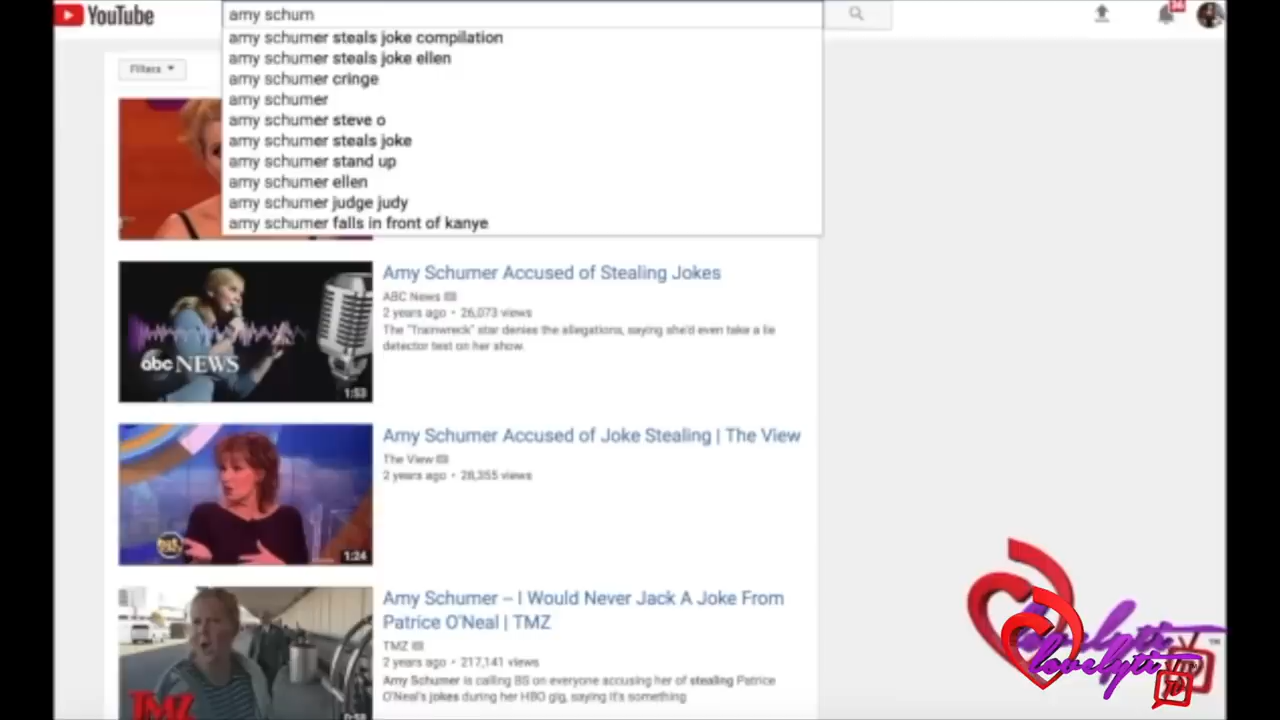 YouTube
amy schum
36
amy schumer steals joke compilation
amy schumer steals joke ellen
amy schumer cringe
amy schumer
amy schumer steve o
amy schumer steals joke
amy schumer stand up
amy schumer ellen
amy schumer judge judy
amy schumer falls in front of kanye
Filters
Amy Schumer Accused of Stealing Jokes
ABC News
2 years ago • 26,073 views
The "Trainwreck" star denies the allegations, saying she'd even take a lie
detector test on her show.
abc NEWS
1:53
Amy Schumer Accused of Joke Stealing | The View
The View
2 years ago • 28,355 views
1:24
Amy Schumer – I Would Never Jack A Joke From
Patrice O'Neal | TMZ
TMZ
2 years ago • 217,141 views
Amy Schumer is calling BS on everyone accusing her of stealing Patrice
O'Neal's jokes during her HBO gig, saying it's something
TMZ
0:58
lovelyti
TV